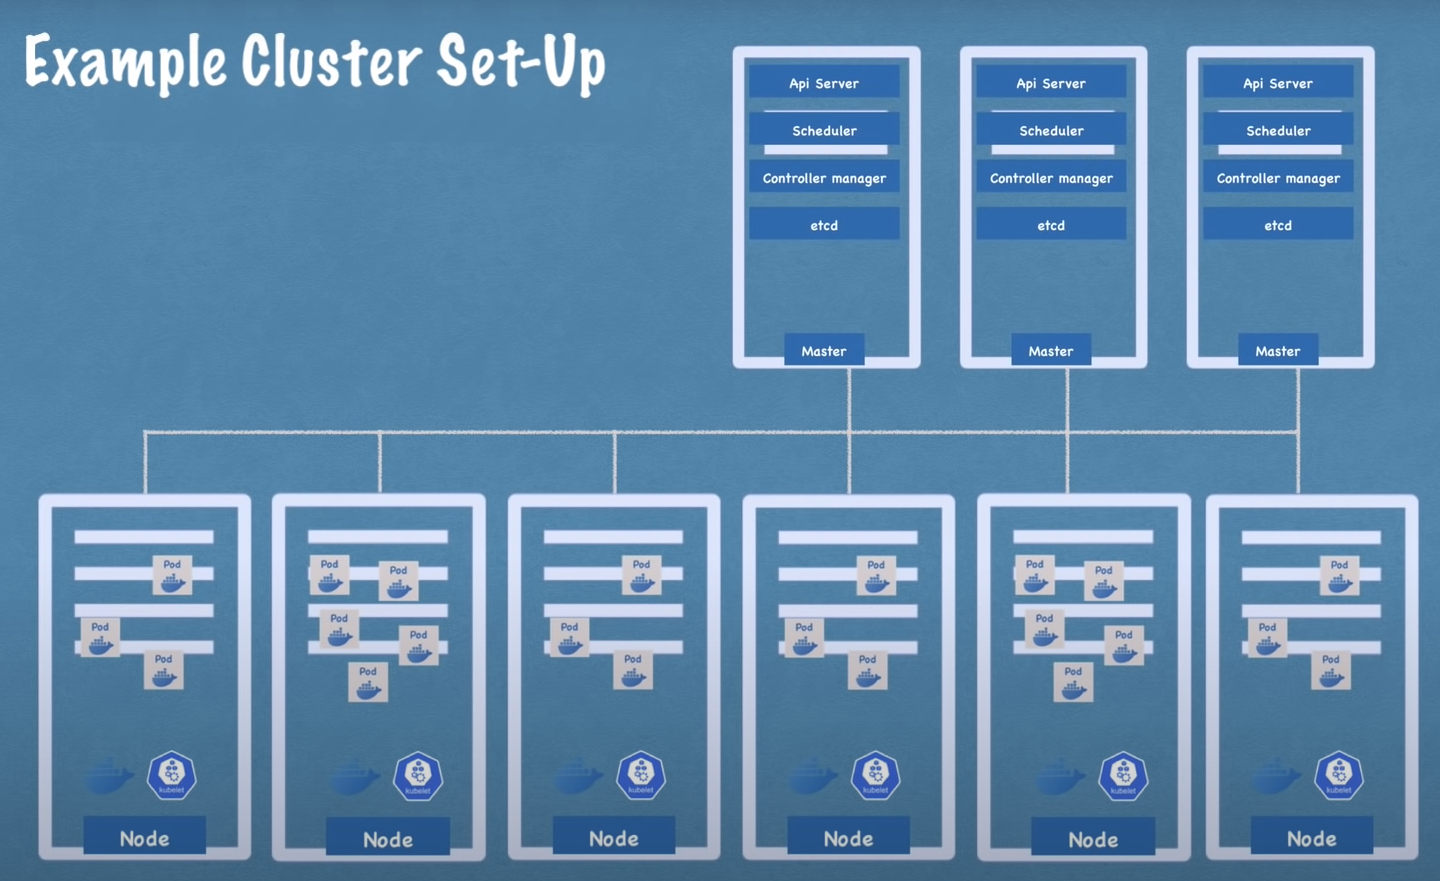 Example Cluster Set-Up
Api Server
Scheduler
Controller manager
etcd
Master
Api Server
Scheduler
Controller manager
etcd
Master
Api Server
Scheduler
Controller manager
etcd
Master
Pod
Pod
Pod
kubelet
Node
Pod
Pod
Pod
Pod
Pod
kubelet
Node
Pod
Pod
Pod
kubelet
Node
Pod
Pod
Pod
kubelet
Node
Pod
Pod
Pod
Pod
Pod
kubelet
Node
Pod
Pod
Pod
kubelet
Node